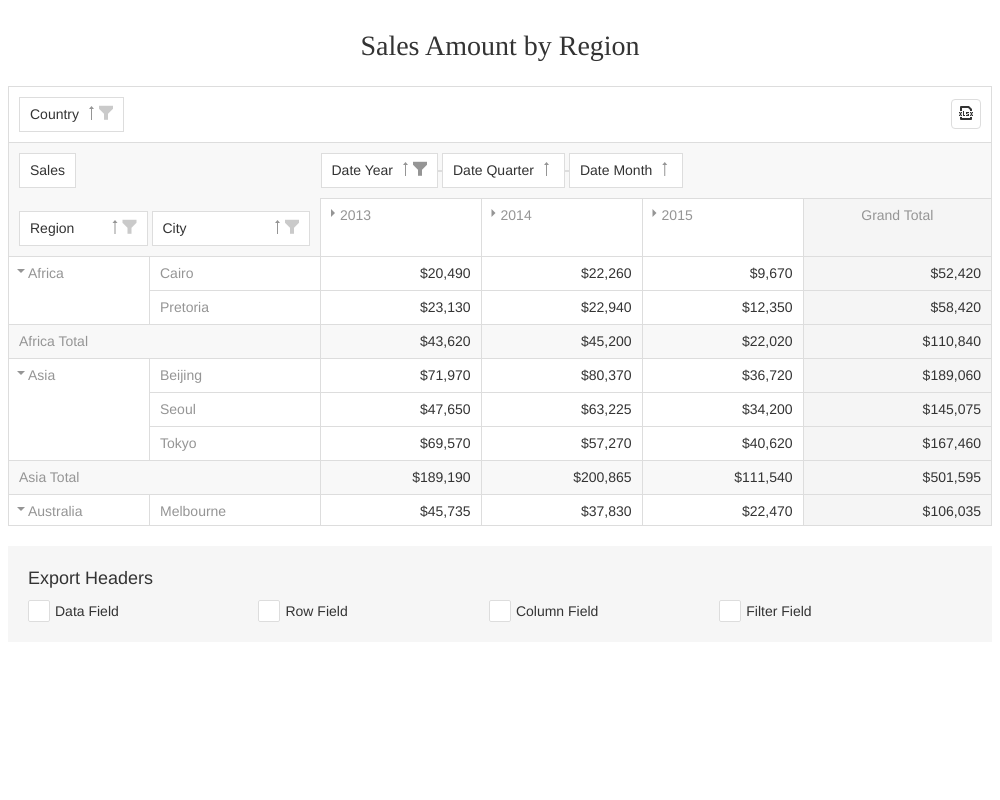 Sales Amount by Region
Country
xlsx
Sales
Date Year Date Quarter Date Month
Region City
2013 2014 2015 Grand Total
Africa Cairo $20,490 $22,260 $9,670 $52,420
Pretoria $23,130 $22,940 $12,350 $58,420
Africa Total $43,620 $45,200 $22,020 $110,840
Asia Beijing $71,970 $80,370 $36,720 $189,060
Seoul $47,650 $63,225 $34,200 $145,075
Tokyo $69,570 $57,270 $40,620 $167,460
Asia Total $189,190 $200,865 $111,540 $501,595
Australia Melbourne $45,735 $37,830 $22,470 $106,035
Export Headers
Data Field Row Field Column Field Filter Field